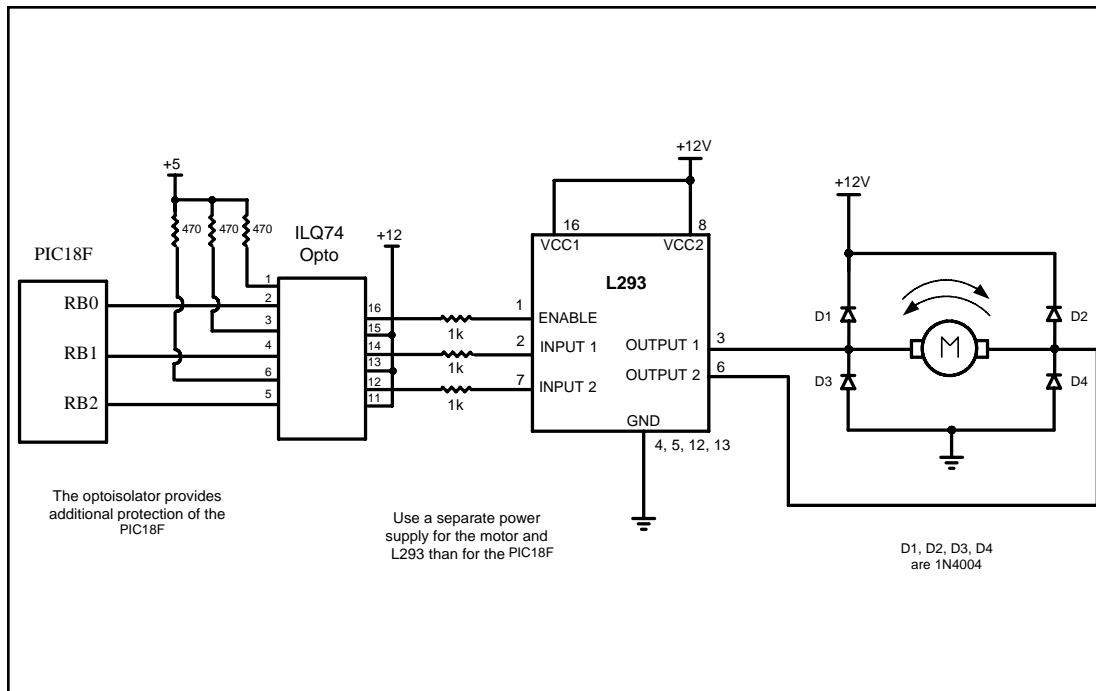 +12V
+5
+12V
16
8
470
470
470
ILQ74
Opto
+12
VCC1
VCC2
PIC18F
L293
1
RB0
2
16
1
ENABLE
D1
D2
3
15
1k
M
RB1
4
14
2
INPUT 1
OUTPUT 1
3
13
1k
6
12
7
INPUT 2
OUTPUT 2
6
D3
D4
RB2
5
11
1k
GND
4, 5, 12, 13
The optoisolator provides
additional protection of the
PIC18F
Use a separate power
supply for the motor and
L293 than for the PIC18F
D1, D2, D3, D4
are 1N4004